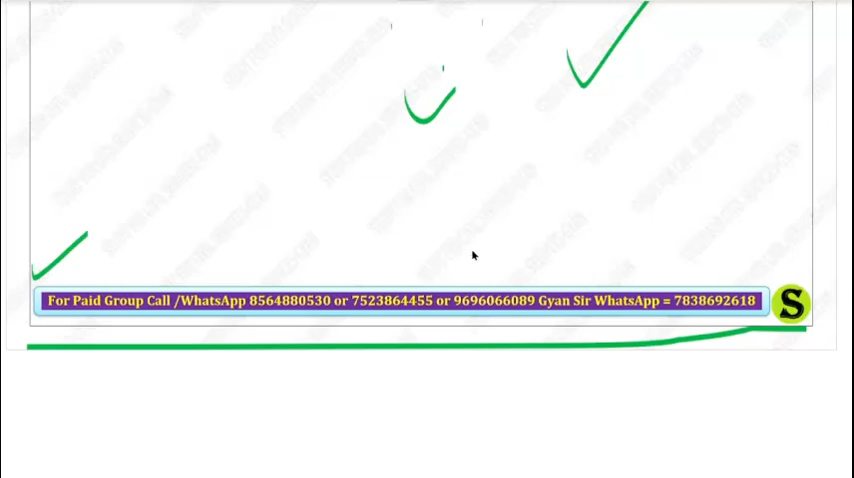 For Paid Group Call /WhatsApp 8564880530 or 7523864455 or 9696066089 Gyan Sir WhatsApp = 7838692618
S